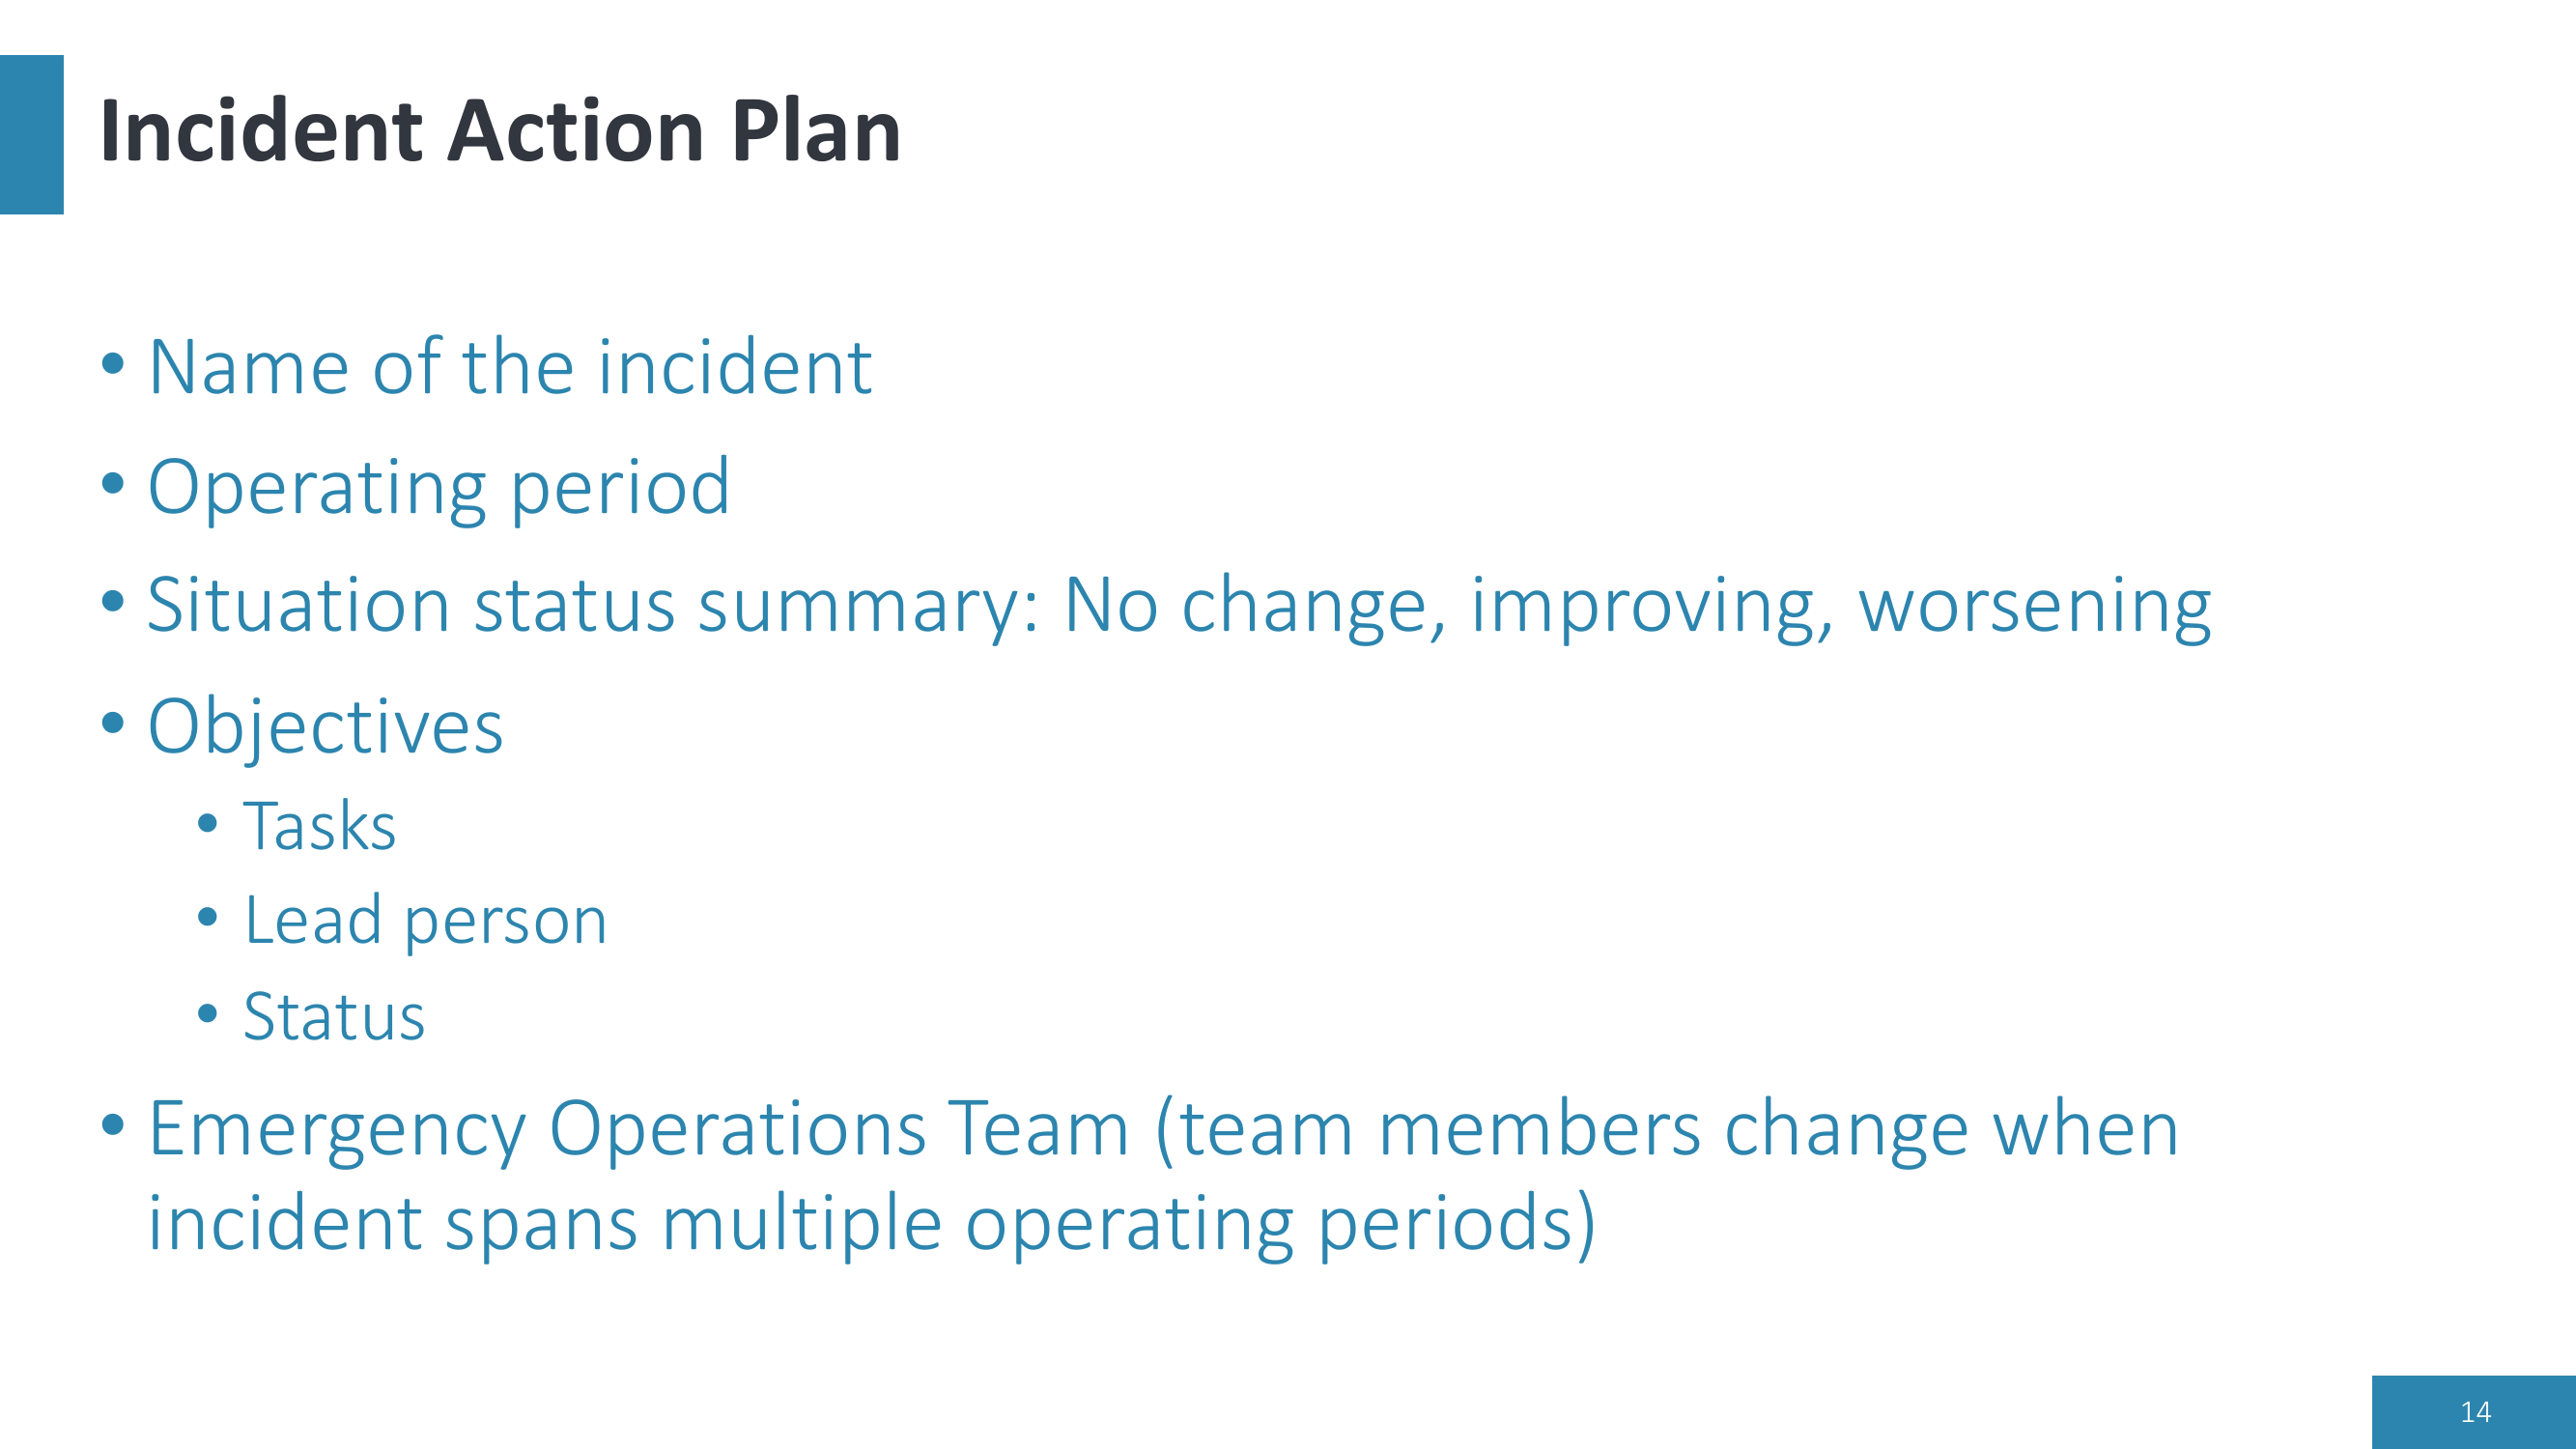 Incident Action Plan
• Name of the incident
• Operating period
• Situation status summary: No change, improving, worsening
• Objectives
• Tasks
• Lead person
• Status
• Emergency Operations Team (team members change when
incident spans multiple operating periods)
14